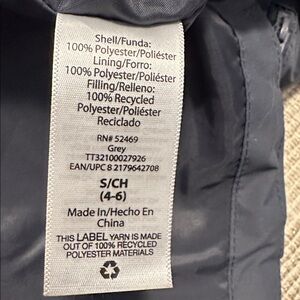 Shell/Funda:
100% Polyester/Poliéster
Lining/Forro:
100% Polyester/Poliéster
Filling/Relleno:
100% Recycled
Polyester/Poliéster
Reciclado
RN# 52469
Grey
TT32100027926
EAN/UPC 8 2179642708
S/CH
(4-6)
Made In/Hecho En
China
THIS LABEL YARN IS MADE
OUT OF 100% RECYCLED
POLYESTER MATERIALS